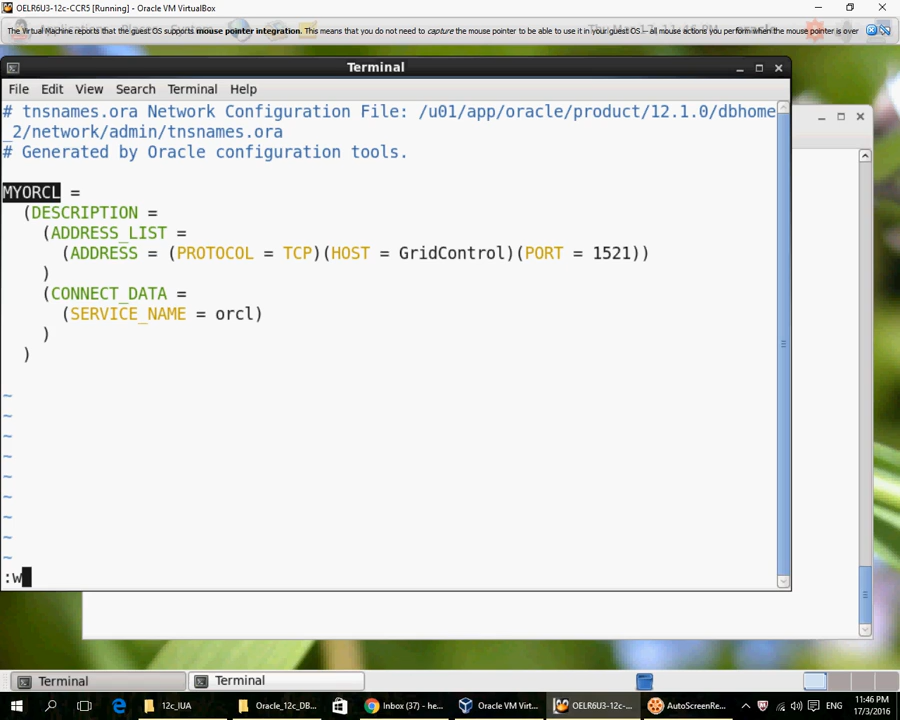 OELR6U3-12c-CCR5 [Running] - Oracle VM VirtualBox
The Virtual Machine reports that the guest OS supports mouse pointer integration. This means that you do not need to capture the mouse pointer to be able to use it in your guest OS -- all mouse actions you perform when the mouse pointer is over
Terminal
File Edit View Search Terminal Help
# tnsnames.ora Network Configuration File: /u01/app/oracle/product/12.1.0/dbhome
_2/network/admin/tnsnames.ora
# Generated by Oracle configuration tools.
MYORCL =
(DESCRIPTION =
(ADDRESS_LIST =
(ADDRESS = (PROTOCOL = TCP)(HOST = GridControl)(PORT = 1521))
)
(CONNECT_DATA =
(SERVICE_NAME = orcl)
)
)
~
~
~
~
~
~
~
~
~
:w
Terminal Terminal
12c_IUA Oracle_12c_DB... Inbox (37) - he... Oracle VM Virt... OELR6U3-12c-... AutoScreenRe... ENG 11:46 PM
17/3/2016